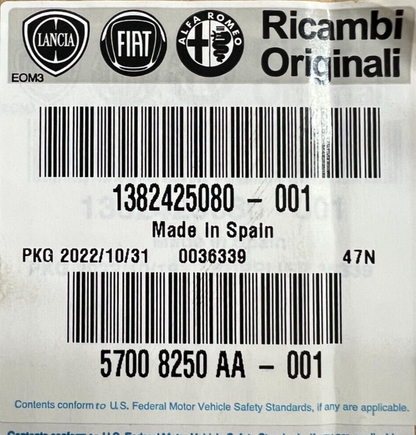 LANCIA FIAT ALFA ROMEO Ricambi
EOM3 Originali
1382425080 - 001
Made In Spain
PKG 2022/10/31 0036339 47N
5700 8250 AA - 001
Contents conform to U.S. Federal Motor Vehicle Safety Standards, if any are applicable.